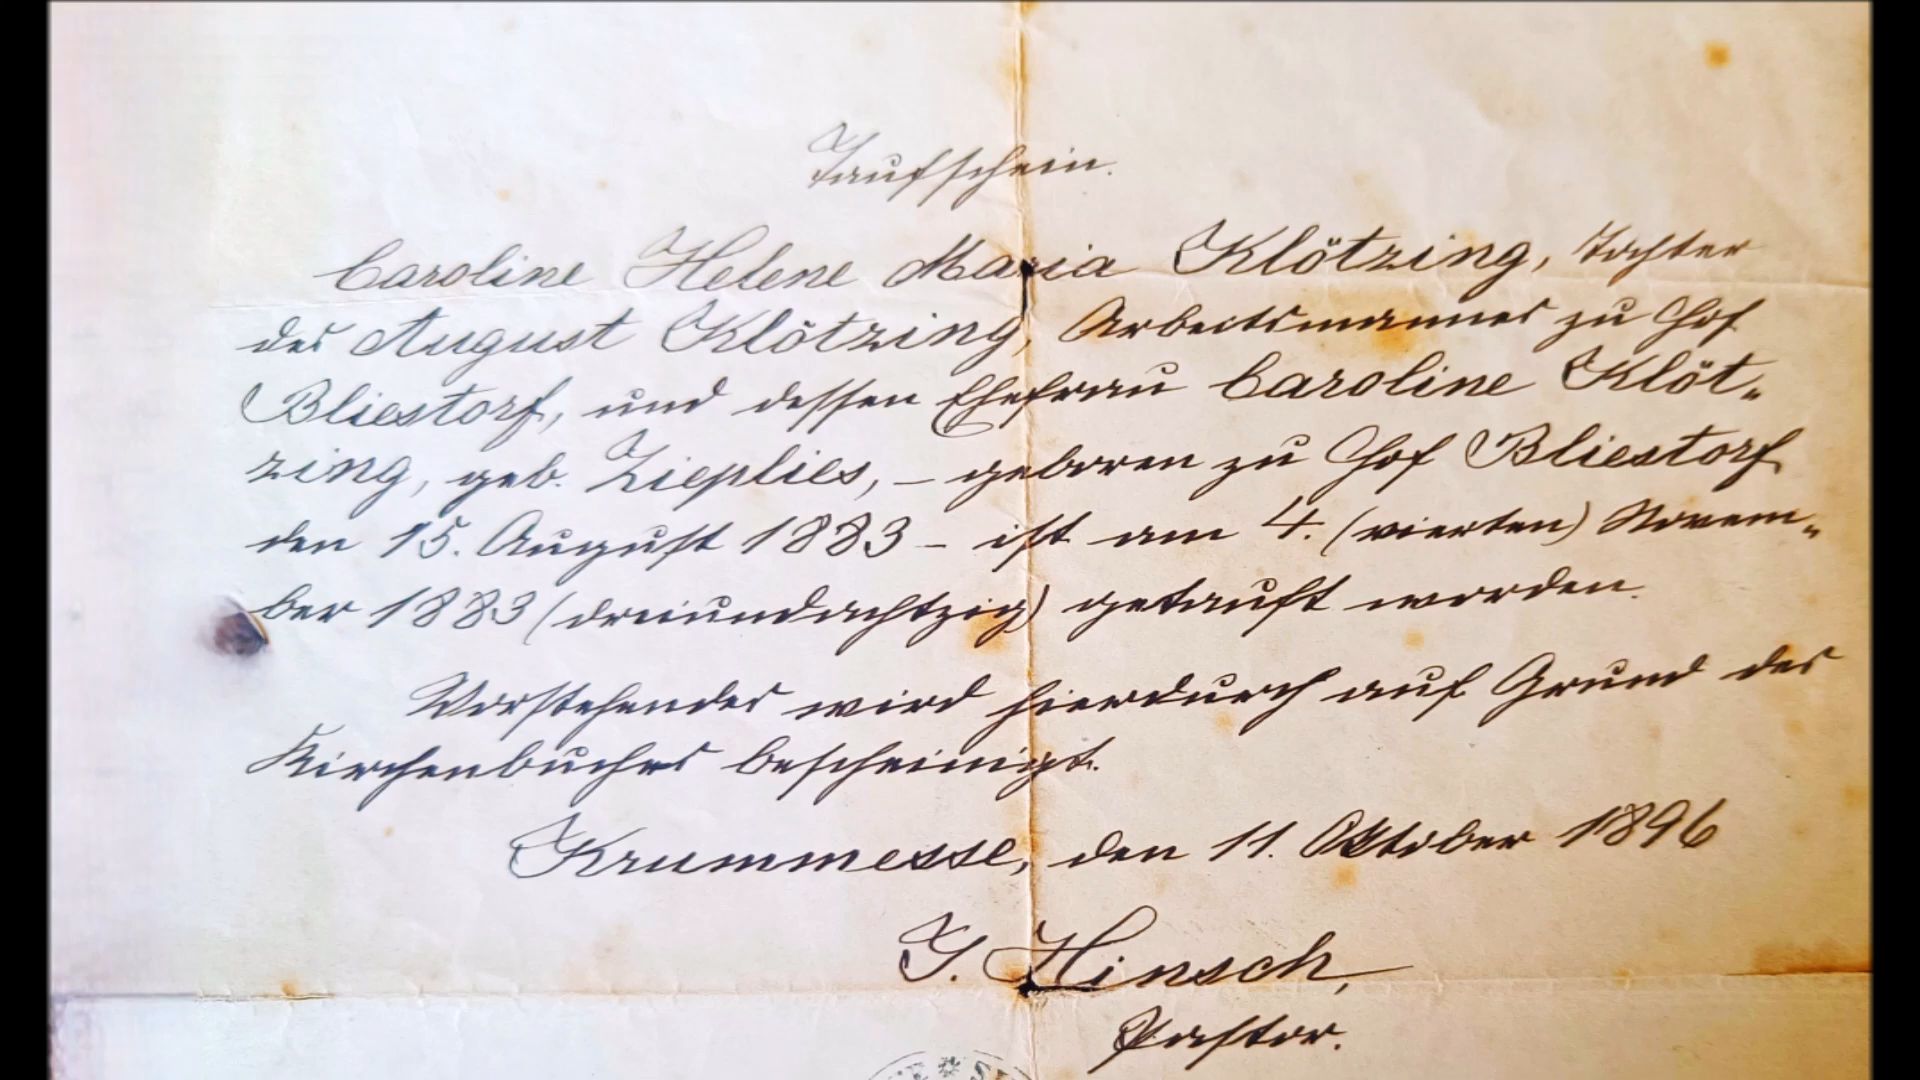 Taufschein.
Caroline Helene Maria Klötzing, Tochter
des August Klötzing, Arbeitsmannes zu Hof
Bliestorf, und dessen Ehefrau Caroline Klöt-
zing, geb. Zieplies, – geboren zu Hof Bliestorf
den 15. August 1883 – ist am 4. (vierten) Novem-
ber 1883 (dreiundachtzig) getauft worden.
Vorstehendes wird hierdurch auf Grund des
Kirchenbuches bescheinigt.
Krummesse, den 11. Oktober 1896
J. Hinsch,
Pastor.